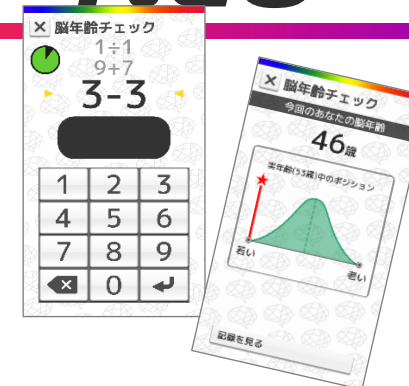 脳年齢チェック
1÷1
9+7
3-3
1 2 3
4 5 6
7 8 9
0
脳年齢チェック
今回のあなたの脳年齢
46歳
実年齢(53歳)中のポジション
若い
老い
記録を見る